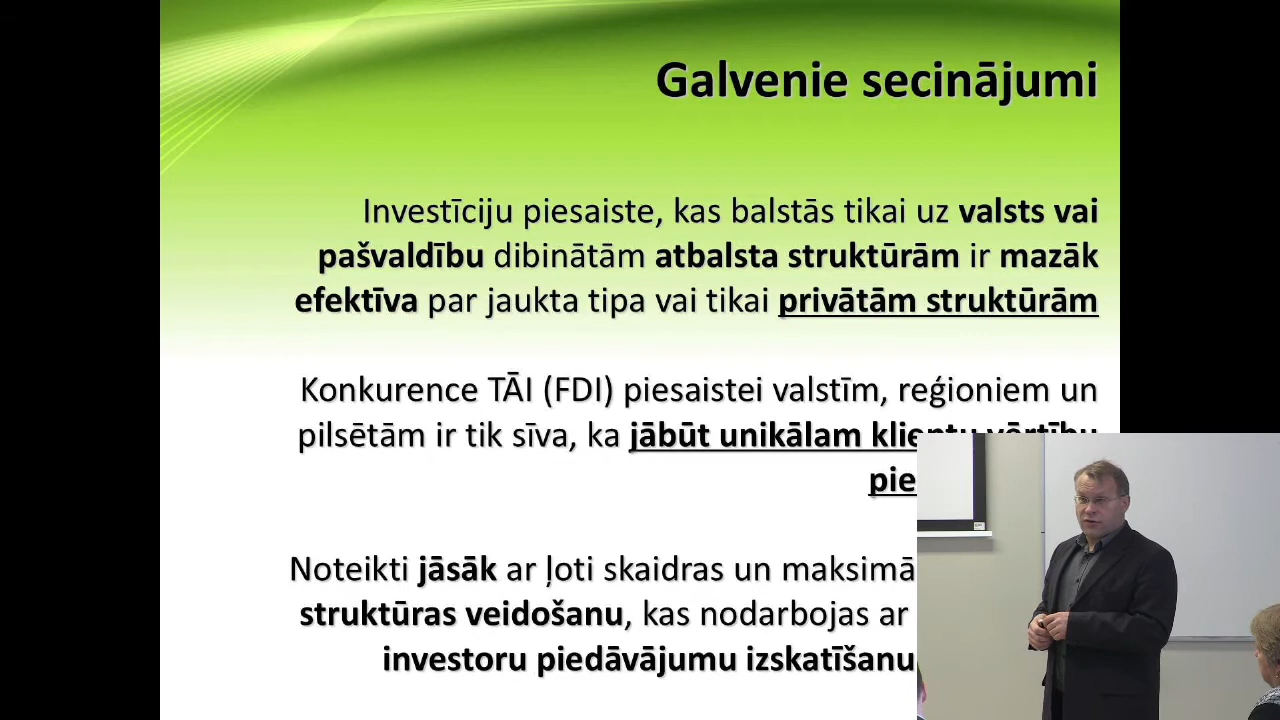 Galvenie secinājumi
Investīciju piesaiste, kas balstās tikai uz valsts vai
pašvaldību dibinātām atbalsta struktūrām ir mazāk
efektīva par jaukta tipa vai tikai privātām struktūrām
Konkurence TĀI (FDI) piesaistei valstīm, reģioniem un
pilsētām ir tik sīva, ka jābūt unikālam klientu vērtību
Noteikti jāsāk ar ļoti skaidras un
struktūras veidošanu, kas nodarbojas ar
investoru piedāvājumu izskatīšanu